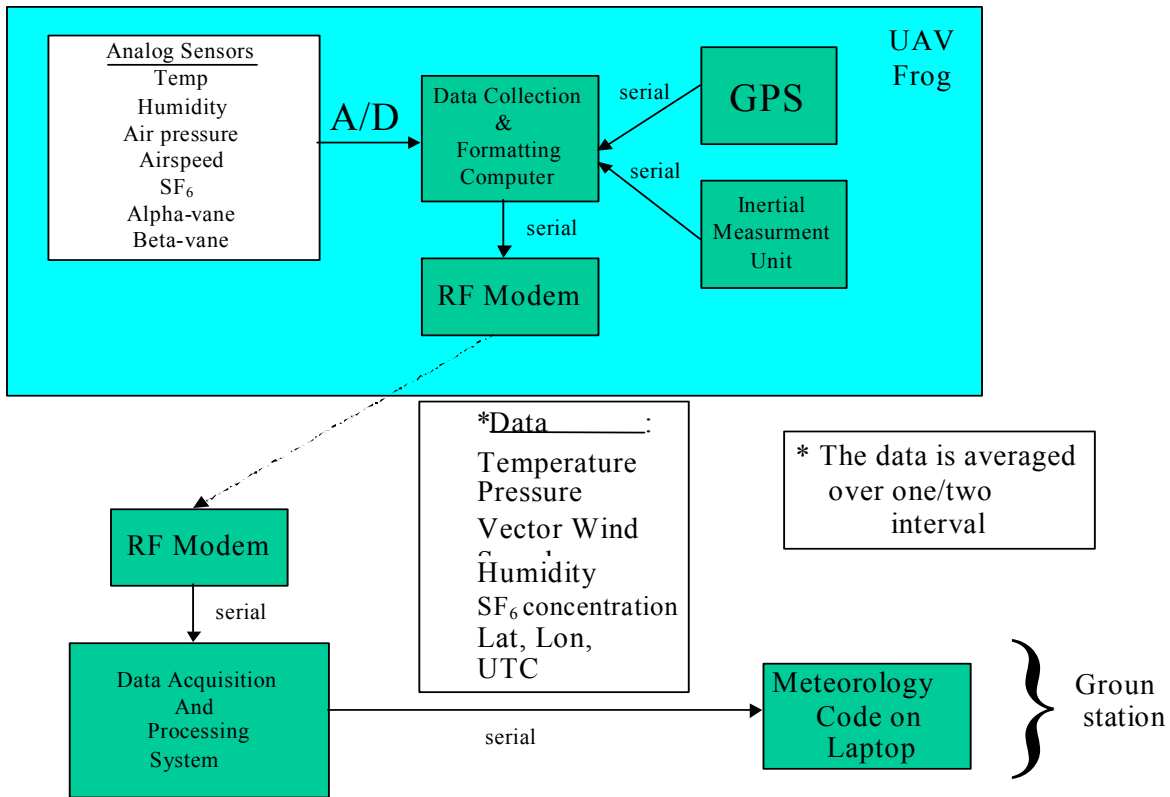 UAV
Frog
Analog Sensors
Temp
Humidity
Air pressure
Airspeed
SF₆
Alpha-vane
Beta-vane
A/D
Data Collection
&
Formatting
Computer
serial
GPS
serial
Inertial
Measurment
Unit
serial
RF Modem
*Data :
Temperature
Pressure
Vector Wind
Humidity
SF₆ concentration
Lat, Lon,
UTC
* The data is averaged
over one/two
interval
RF Modem
serial
Data Acquisition
And
Processing
System
serial
Meteorology
Code on
Laptop
}
Groun
station